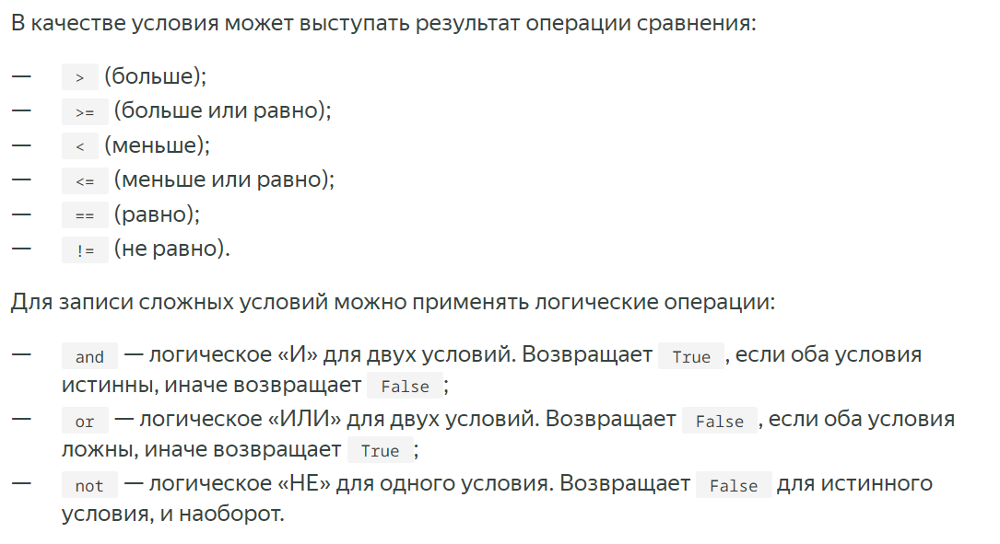 В качестве условия может выступать результат операции сравнения:
— > (больше);
— >= (больше или равно);
— < (меньше);
— <= (меньше или равно);
— == (равно);
— != (не равно).
Для записи сложных условий можно применять логические операции:
— and — логическое «И» для двух условий. Возвращает True , если оба условия
истинны, иначе возвращает False ;
— or — логическое «ИЛИ» для двух условий. Возвращает False , если оба условия
ложны, иначе возвращает True ;
— not — логическое «НЕ» для одного условия. Возвращает False для истинного
условия, и наоборот.